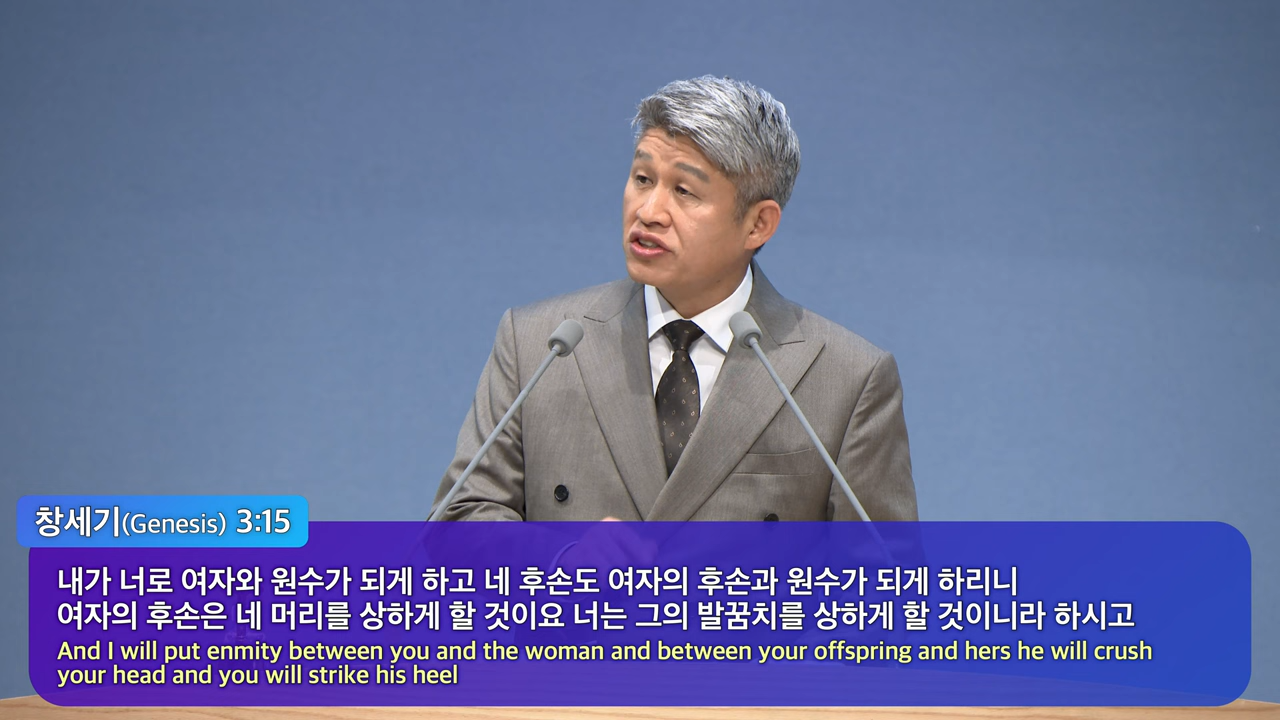 창세기(Genesis) 3:15
내가 너로 여자와 원수가 되게 하고 네 후손도 여자의 후손과 원수가 되게 하리니
여자의 후손은 네 머리를 상하게 할 것이요 너는 그의 발꿈치를 상하게 할 것이니라 하시고
And I will put enmity between you and the woman and between your offspring and hers he will crush
your head and you will strike his heel